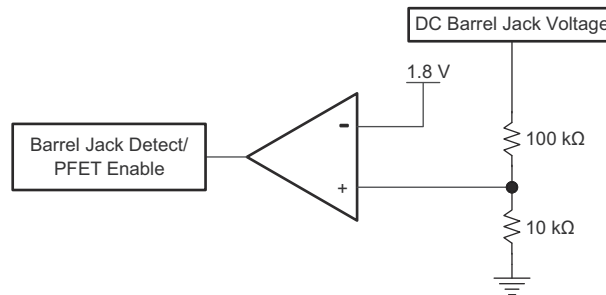 DC Barrel Jack Voltage
1.8 V
-
Barrel Jack Detect/
PFET Enable
100 kΩ
+
10 kΩ